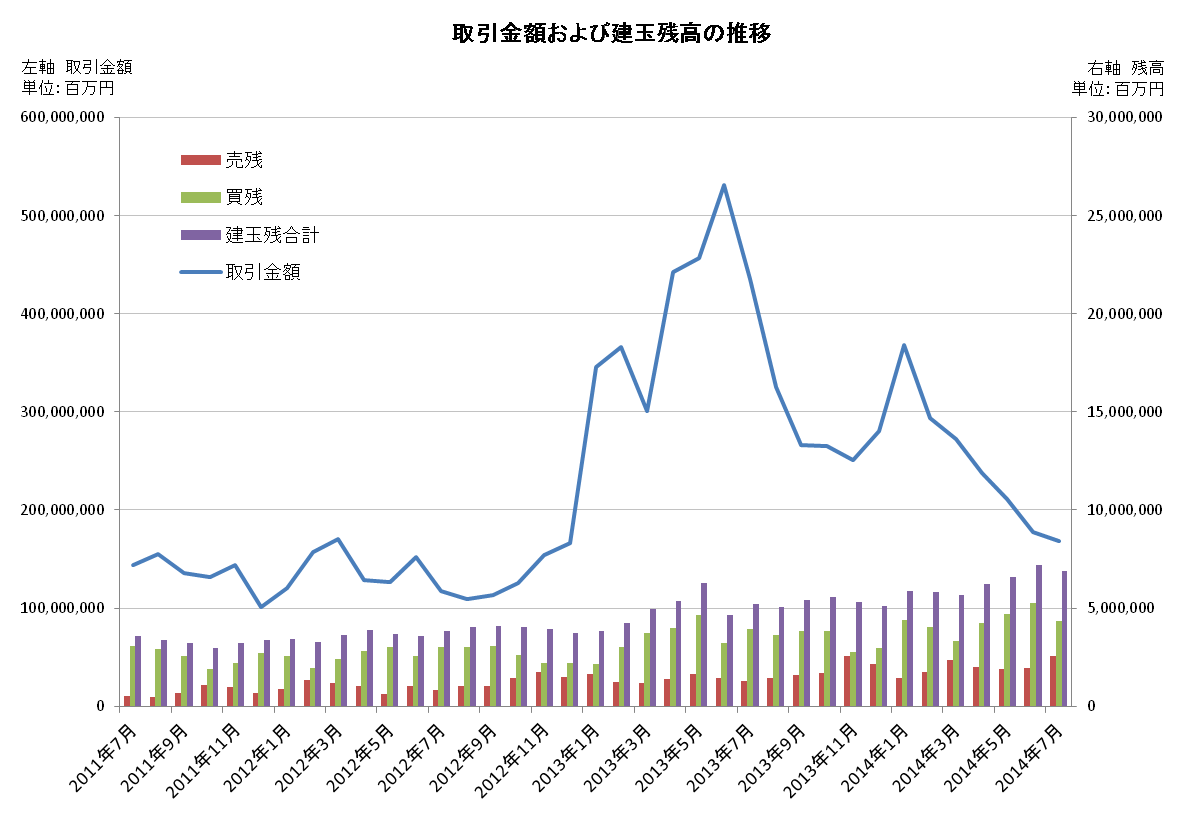 取引金額および建玉残高の推移
左軸 取引金額
単位: 百万円
右軸 残高
単位: 百万円
600,000,000
500,000,000
400,000,000
300,000,000
200,000,000
100,000,000
0
30,000,000
25,000,000
20,000,000
15,000,000
10,000,000
5,000,000
0
売残
買残
建玉残合計
取引金額
2011年7月
2011年9月
2011年11月
2012年1月
2012年3月
2012年5月
2012年7月
2012年9月
2012年11月
2013年1月
2013年3月
2013年5月
2013年7月
2013年9月
2013年11月
2014年1月
2014年3月
2014年5月
2014年7月